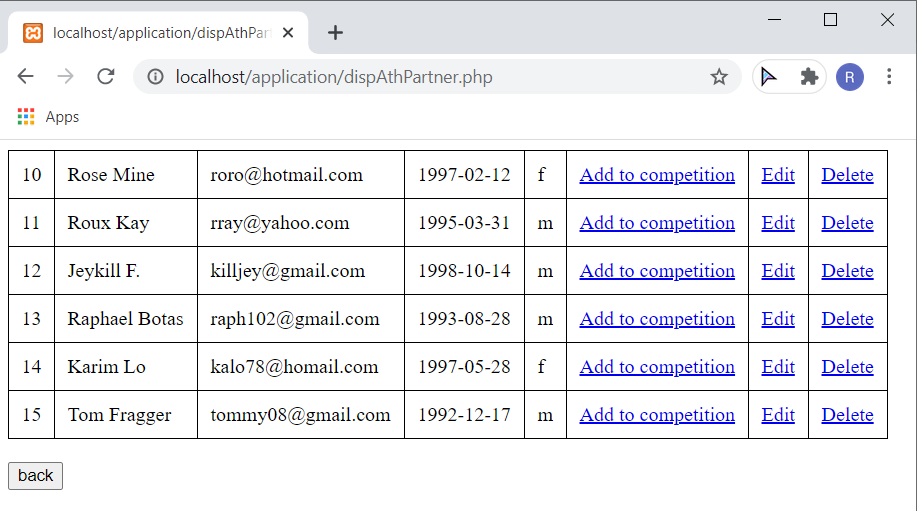 localhost/application/dispAthPar
localhost/application/dispAthPartner.php
R
Apps
10 Rose Mine roro@hotmail.com 1997-02-12 f Add to competition Edit Delete
11 Roux Kay rray@yahoo.com 1995-03-31 m Add to competition Edit Delete
12 Jeykill F. killjey@gmail.com 1998-10-14 m Add to competition Edit Delete
13 Raphael Botas raph102@gmail.com 1993-08-28 m Add to competition Edit Delete
14 Karim Lo kalo78@homail.com 1997-05-28 f Add to competition Edit Delete
15 Tom Fragger tommy08@gmail.com 1992-12-17 m Add to competition Edit Delete
back